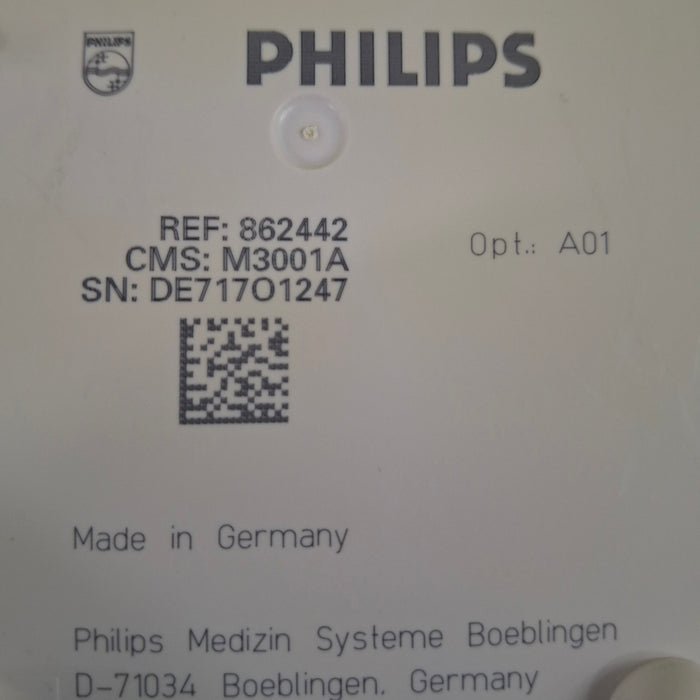 PHILIPS
PHILIPS
REF: 862442
Opt.: A01
CMS: M3001A
SN: DE717O1247
Made in Germany
Philips Medizin Systeme Boeblingen
D-71034 Boeblingen. Germany